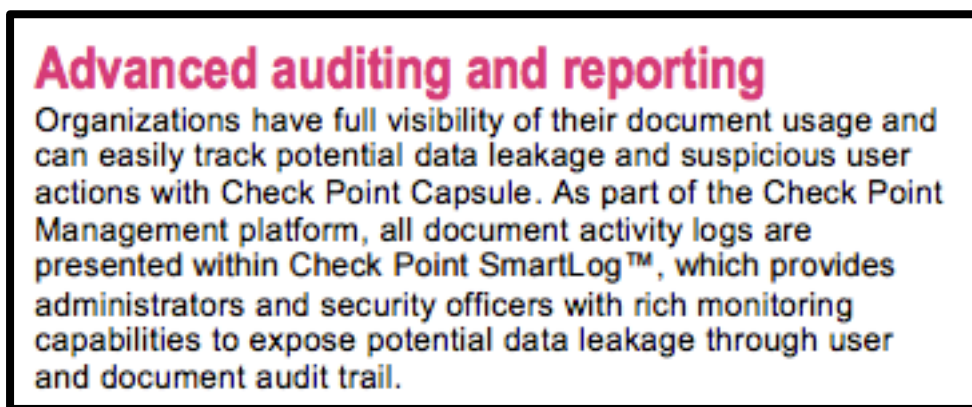 Advanced auditing and reporting
Organizations have full visibility of their document usage and
can easily track potential data leakage and suspicious user
actions with Check Point Capsule. As part of the Check Point
Management platform, all document activity logs are
presented within Check Point SmartLog™, which provides
administrators and security officers with rich monitoring
capabilities to expose potential data leakage through user
and document audit trail.